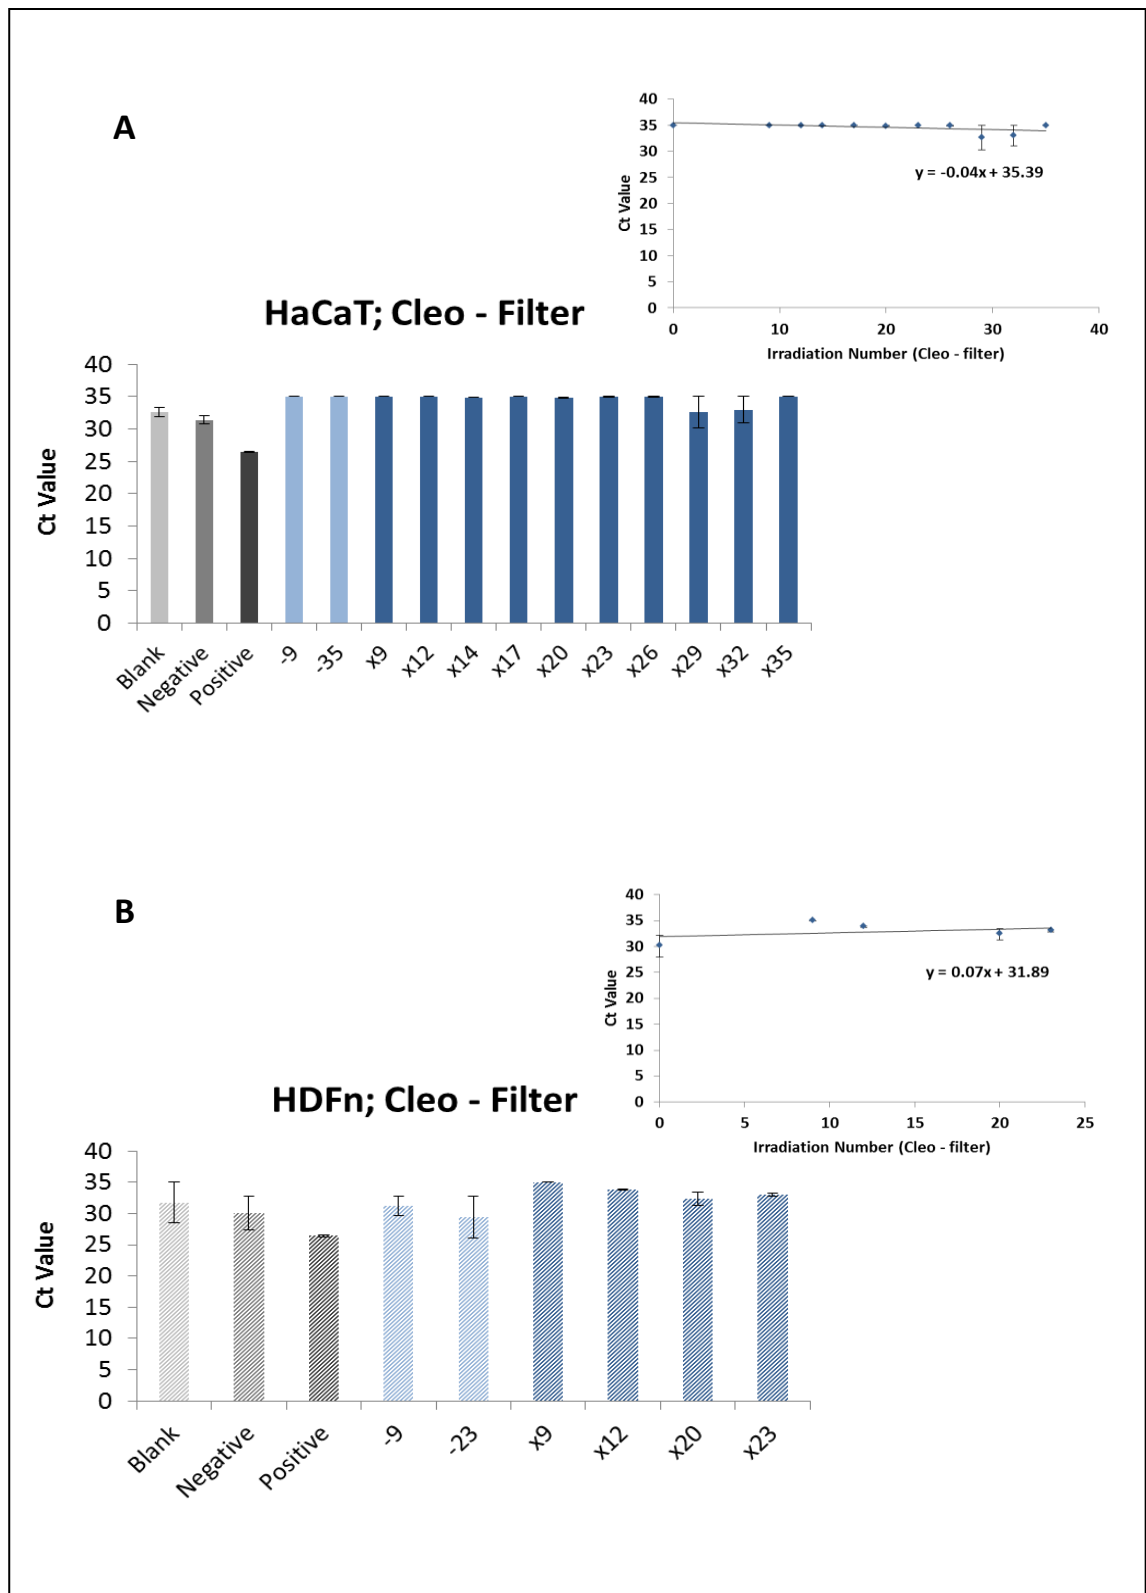 A
40
35
30
25
20
15
10
5
0
Ct Value
y = -0.04x + 35.39
0 10 20 30 40
Irradiation Number (Cleo - filter)
HaCaT; Cleo - Filter
40
35
30
25
20
15
10
5
0
Ct Value
Blank Negative Positive -9 -35 x9 x12 x14 x17 x20 x23 x26 x29 x32 x35
B
40
35
30
25
20
15
10
5
0
Ct Value
y = 0.07x + 31.89
0 5 10 15 20 25
Irradiation Number (Cleo - filter)
HDFn; Cleo - Filter
40
35
30
25
20
15
10
5
0
Ct Value
Blank Negative Positive -9 -23 x9 x12 x20 x23